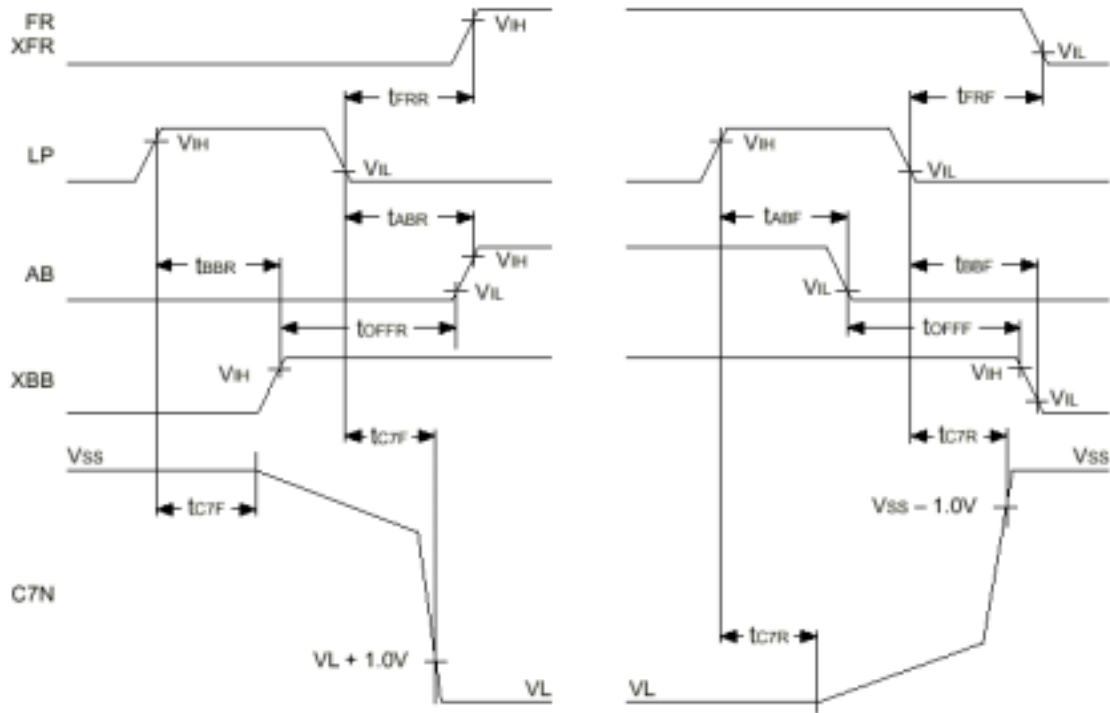 FR
XFR
VIH
VIL
tFRR
tFRF
LP
VIH
VIL
VIH
VIL
tABR
tABF
AB
tBBR
VIH
VIL
VIL
tBBF
tOFFR
tOFFF
XBB
VIH
VIH
VIL
tC7F
tC7R
VSS
VSS
tC7F
VSS – 1.0V
C7N
tC7R
VL + 1.0V
VL
VL